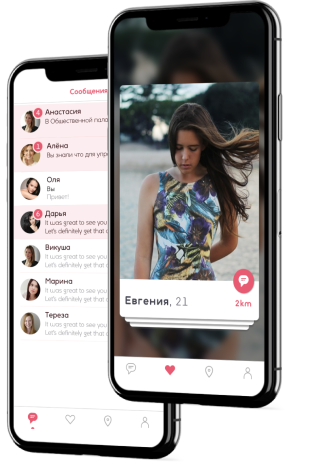 Сообщения
4
Анастасия
В Общественной пала
1
Алёна
Вы знали что для упр
Оля
Вы
Привет!
6
Дарья
It was great to see you
Let's definitely get that c
Викуша
It was great to see you
Let's definitely get that c
Марина
It was great to see you
Let's definitely get that c
Тереза
It was great to see you
Let's definitely get that c
Евгения, 21
2km